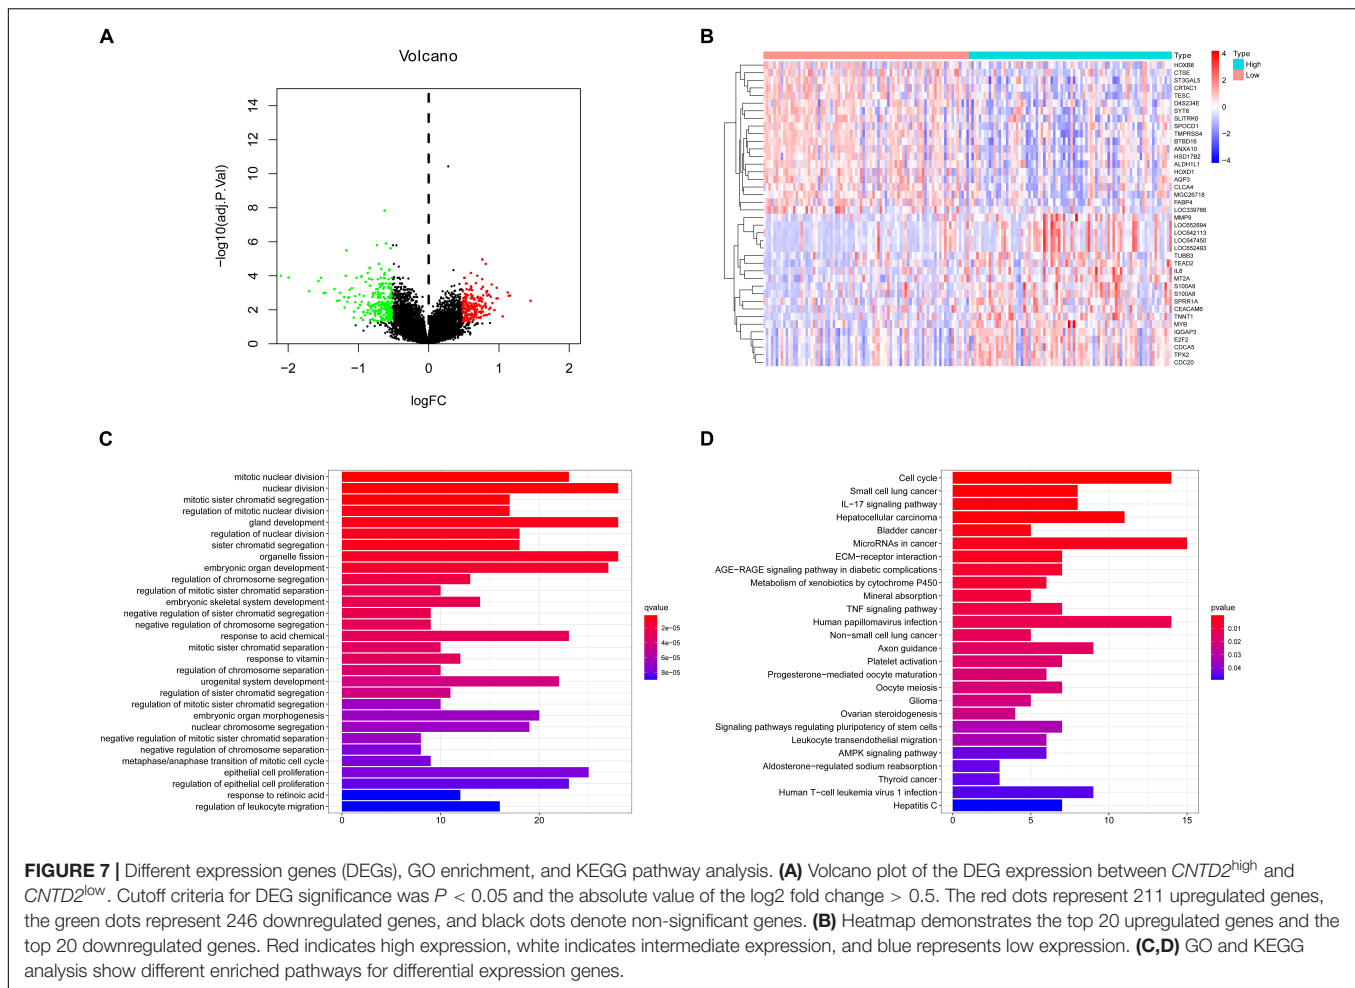 A
Volcano
14
12
10
8
6
4
2
0
−log10(adj.P.Val)
−2
−1
0
1
2
logFC
B
Type
HOXB8
CTSE
ST3GAL5
CRTAC1
TESC
D4S234E
SYT8
SLITRK6
SPOCD1
TMPRSS4
BTBD16
ANXA10
HSD17B2
ALDH1L1
HOXD1
AQP3
CLCA4
MGC26718
FABP4
LOC339766
MMP9
LOC652694
LOC642113
LOC647450
LOC652493
TUBB3
TEAD2
IL8
MT2A
S100A9
S100A8
SPRR1A
CEACAM6
TNNT1
MYB
IQGAP3
E2F2
CDCA5
TPX2
CDC20
4
2
0
−2
−4
Type
High
Low
C
mitotic nuclear division
nuclear division
mitotic sister chromatid segregation
regulation of mitotic nuclear division
gland development
regulation of nuclear division
sister chromatid segregation
organelle fission
embryonic organ development
regulation of chromosome segregation
regulation of mitotic sister chromatid separation
embryonic skeletal system development
negative regulation of sister chromatid segregation
negative regulation of chromosome segregation
response to acid chemical
mitotic sister chromatid separation
response to vitamin
regulation of chromosome separation
urogenital system development
regulation of sister chromatid segregation
regulation of mitotic sister chromatid segregation
embryonic organ morphogenesis
nuclear chromosome segregation
negative regulation of mitotic sister chromatid separation
negative regulation of chromosome separation
metaphase/anaphase transition of mitotic cell cycle
epithelial cell proliferation
regulation of epithelial cell proliferation
response to retinoic acid
regulation of leukocyte migration
0
10
20
qvalue
2e−05
4e−05
6e−05
8e−05
D
Cell cycle
Small cell lung cancer
IL−17 signaling pathway
Hepatocellular carcinoma
Bladder cancer
MicroRNAs in cancer
ECM−receptor interaction
AGE−RAGE signaling pathway in diabetic complications
Metabolism of xenobiotics by cytochrome P450
Mineral absorption
TNF signaling pathway
Human papillomavirus infection
Non−small cell lung cancer
Axon guidance
Platelet activation
Progesterone−mediated oocyte maturation
Oocyte meiosis
Glioma
Ovarian steroidogenesis
Signaling pathways regulating pluripotency of stem cells
Leukocyte transendothelial migration
AMPK signaling pathway
Aldosterone−regulated sodium reabsorption
Thyroid cancer
Human T−cell leukemia virus 1 infection
Hepatitis C
0
5
10
15
pvalue
0.01
0.02
0.03
0.04
FIGURE 7 | Different expression genes (DEGs), GO enrichment, and KEGG pathway analysis. (A) Volcano plot of the DEG expression between CNTD2high and
CNTD2low. Cutoff criteria for DEG significance was P < 0.05 and the absolute value of the log2 fold change > 0.5. The red dots represent 211 upregulated genes,
the green dots represent 246 downregulated genes, and black dots denote non-significant genes. (B) Heatmap demonstrates the top 20 upregulated genes and the
top 20 downregulated genes. Red indicates high expression, white indicates intermediate expression, and blue represents low expression. (C,D) GO and KEGG
analysis show different enriched pathways for differential expression genes.